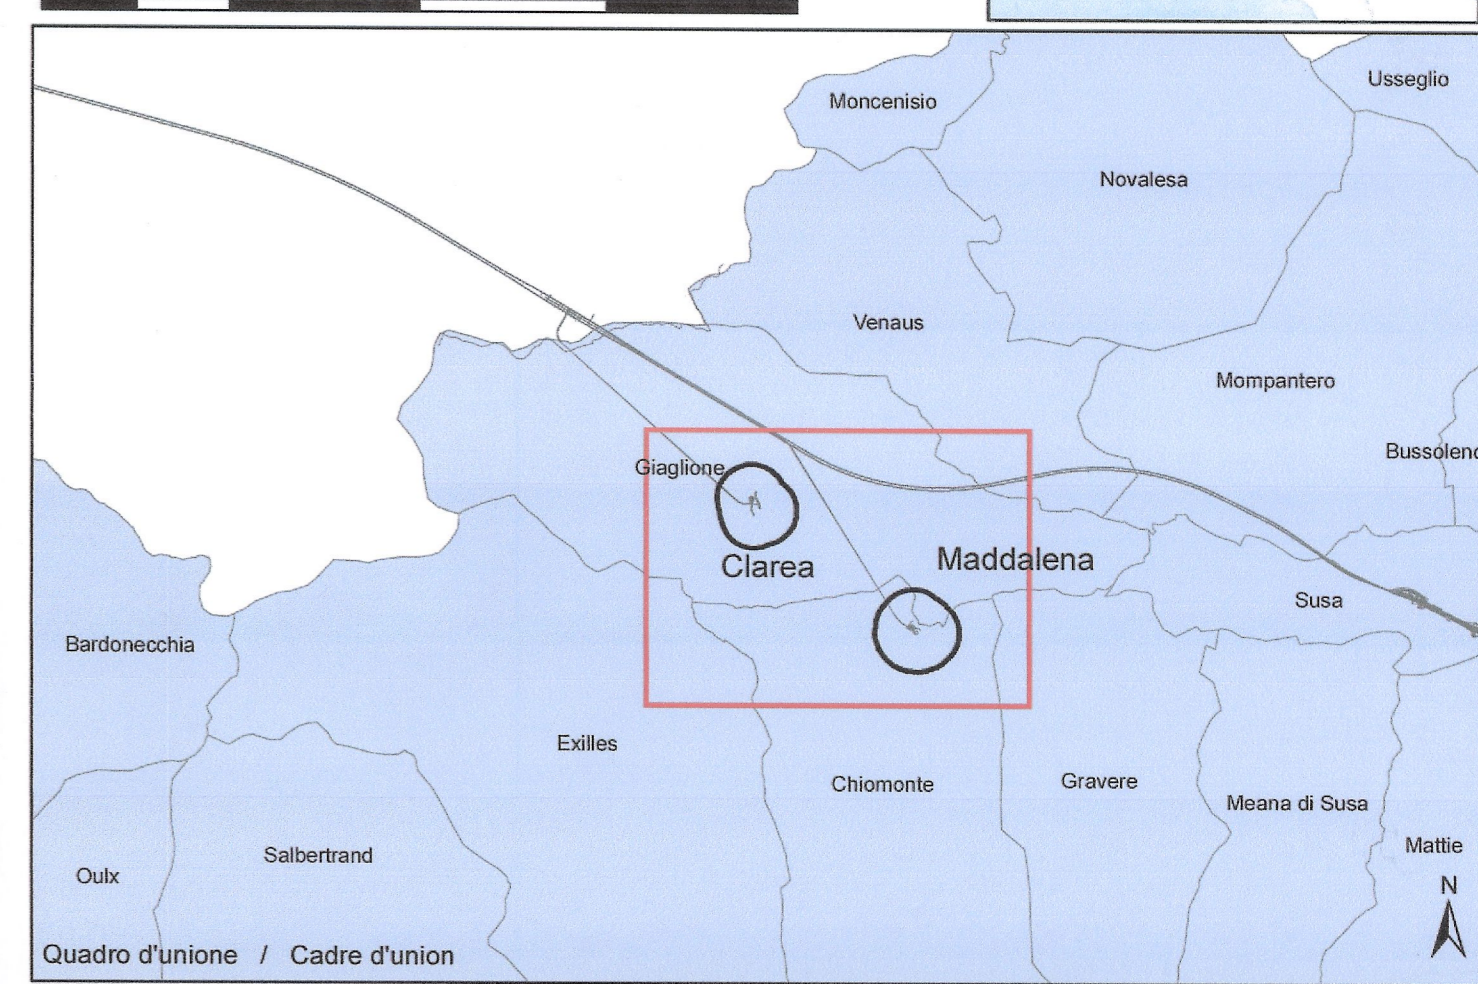 Usseglio
Moncenisio
Novalesa
Venaus
Mompantero
Bussoleno
Giaglione
Clarea
Maddalena
Susa
Bardonecchia
Exilles
Chiomonte
Gravere
Meana di Susa
Mattie
Salbertrand
Oulx
N
Quadro d'unione / Cadre d'union